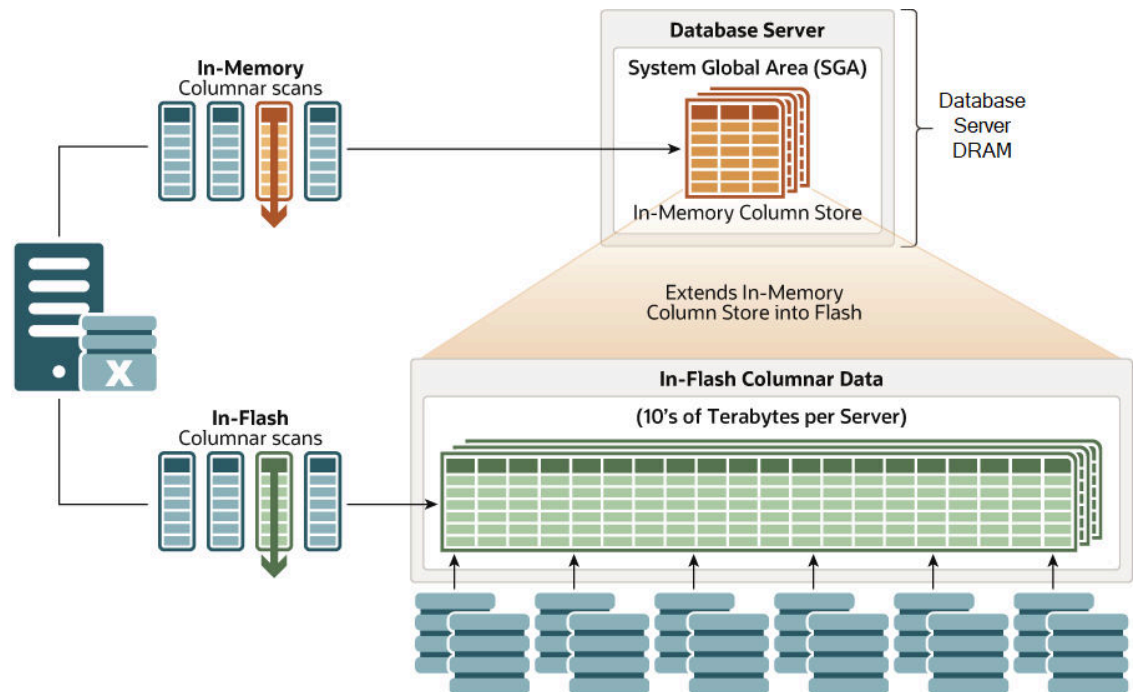 Database Server
System Global Area (SGA)
In-Memory
Columnar scans
Database
Server
DRAM
In-Memory Column Store
Extends In-Memory
Column Store into Flash
X
In-Flash Columnar Data
(10's of Terabytes per Server)
In-Flash
Columnar scans